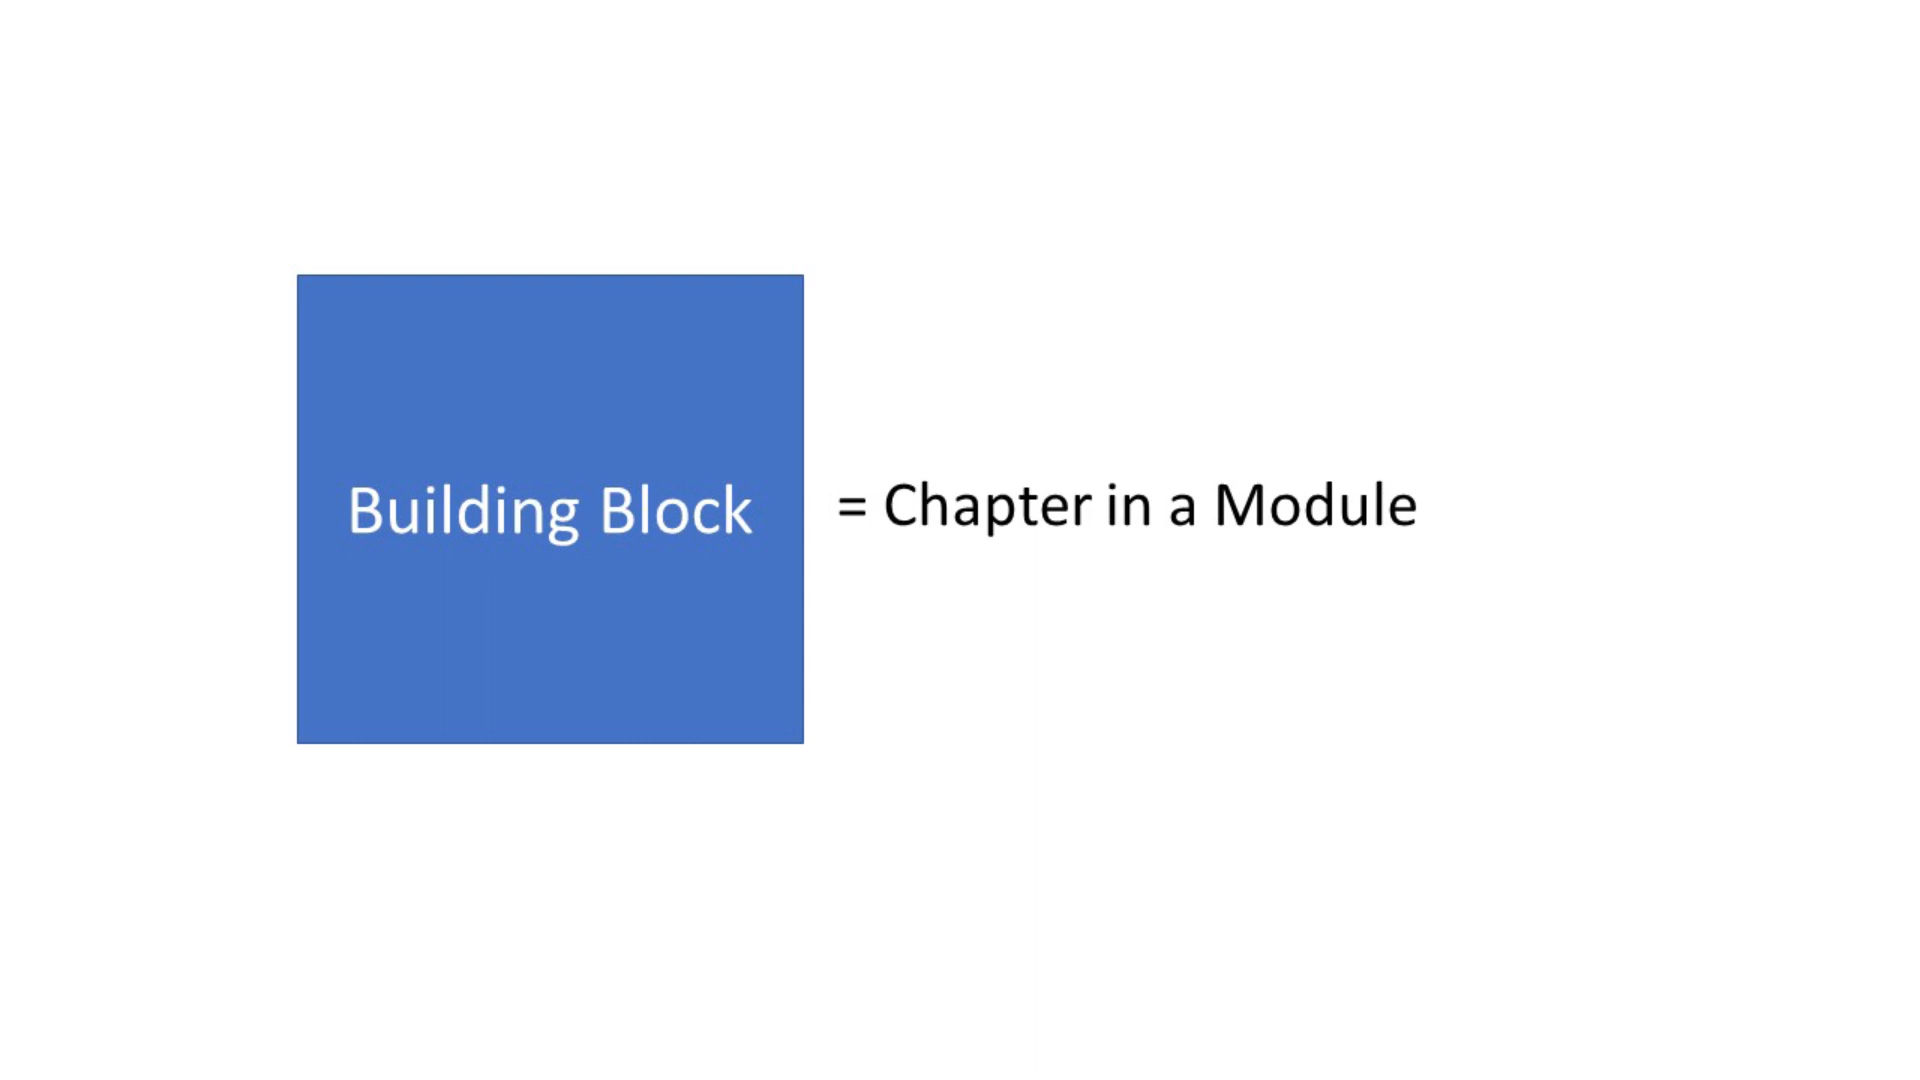 Building Block
= Chapter in a Module